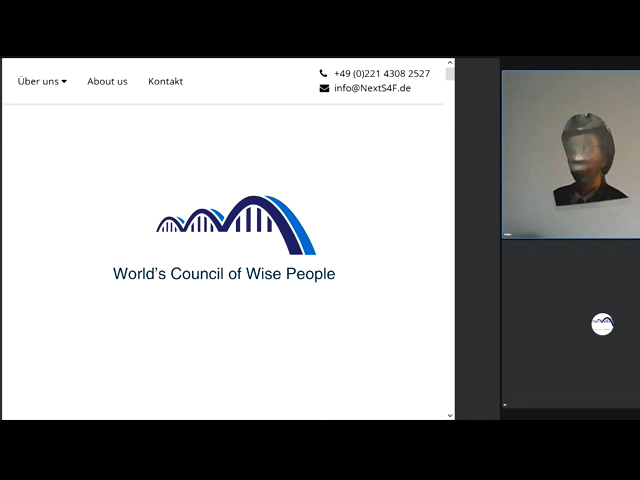 Über uns
About us
Kontakt
+49 (0)221 4308 2527
info@NextS4F.de
World's Council of Wise People